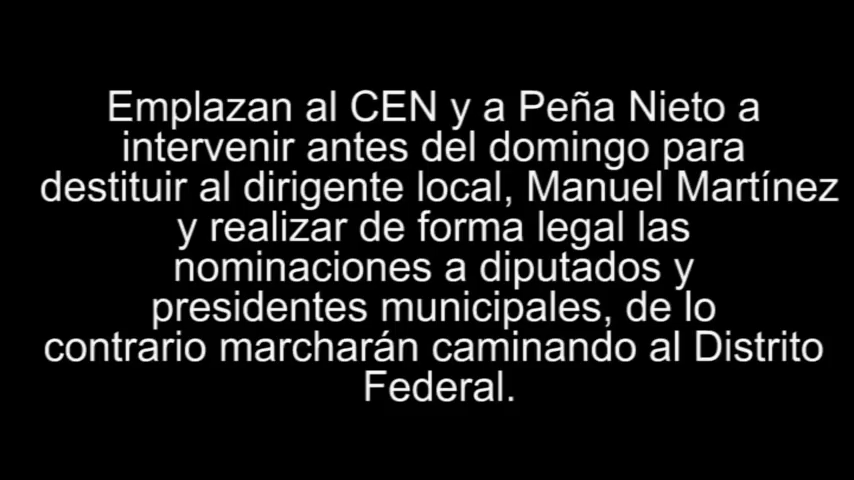 Emplazan al CEN y a Peña Nieto a
intervenir antes del domingo para
destituir al dirigente local, Manuel Martínez
y realizar de forma legal las
nominaciones a diputados y
presidentes municipales, de lo
contrario marcharán caminando al Distrito
Federal.